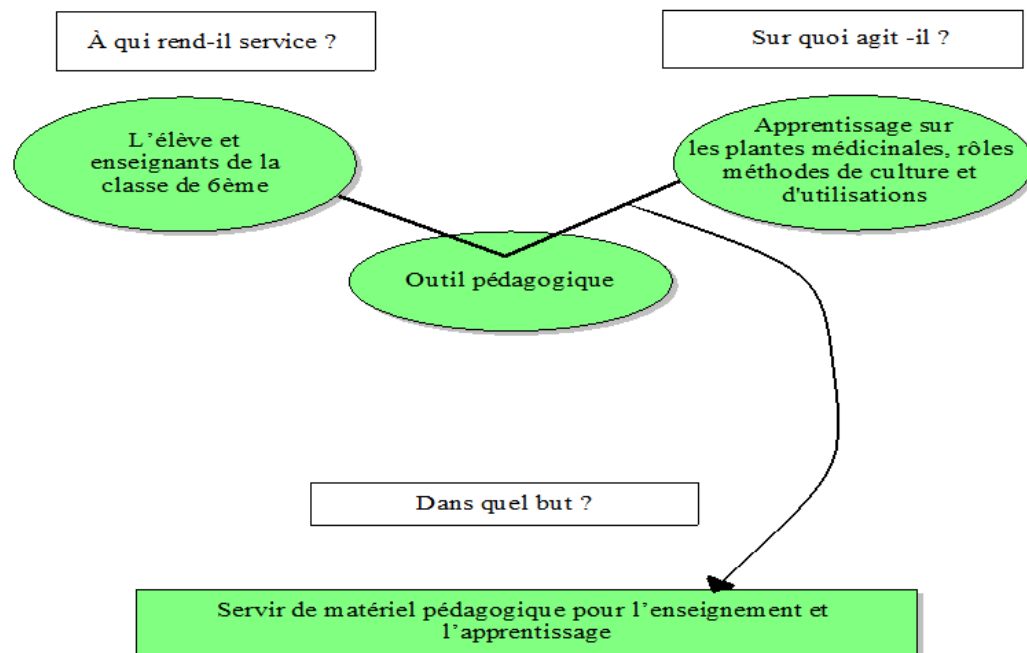 À qui rend-il service ?
Sur quoi agit -il ?
L'élève et
enseignants de la
classe de 6ème
Apprentissage sur
les plantes médicinales, rôles
méthodes de culture et
d'utilisations
Outil pédagogique
Dans quel but ?
Servir de matériel pédagogique pour l'enseignement et
l'apprentissage